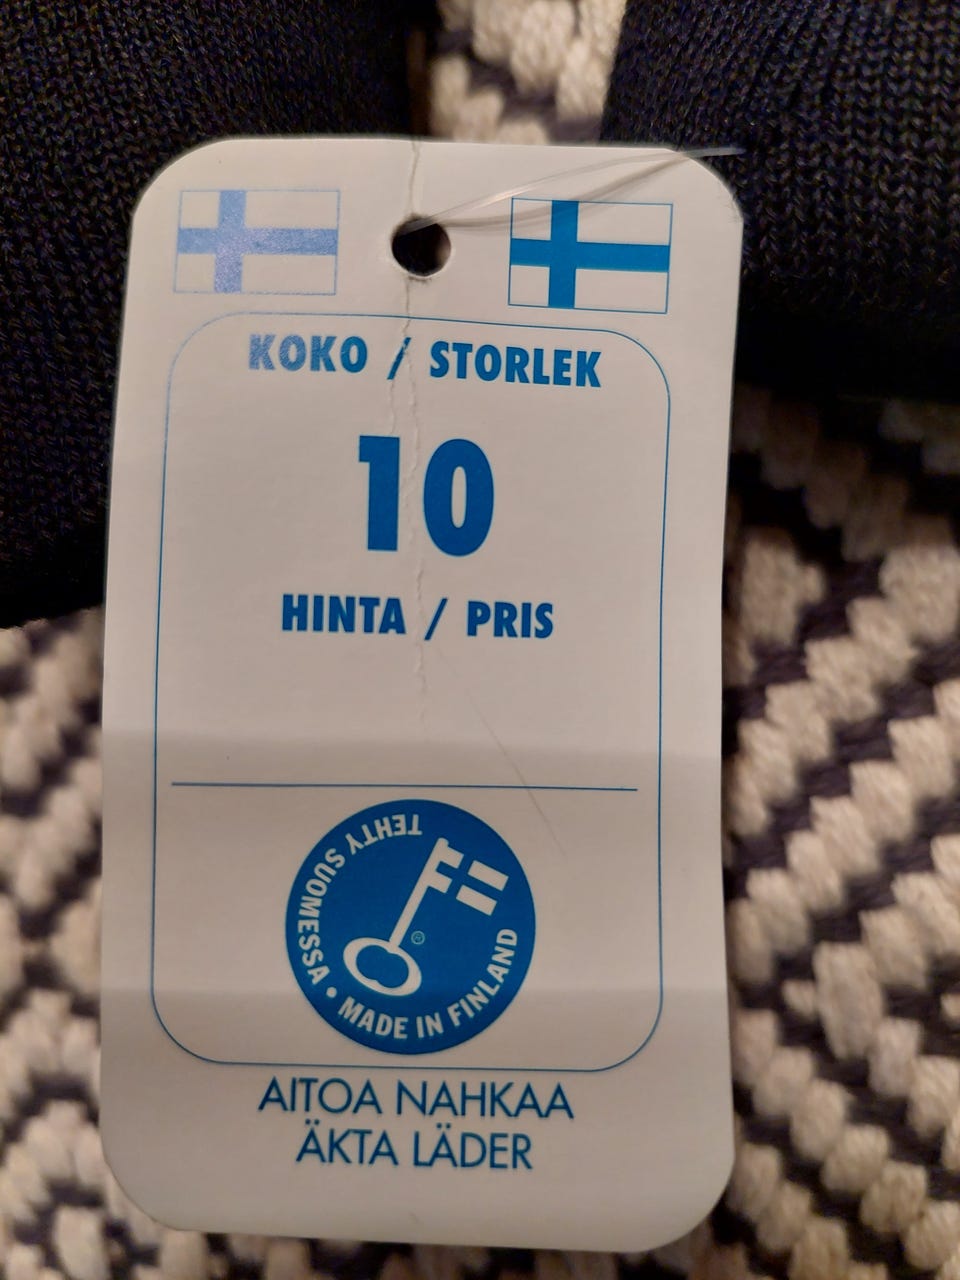 KOKO / STORLEK
10
HINTA / PRIS
TEHTY SUOMESSA • MADE IN FINLAND
®
AITOA NAHKAA
ÄKTA LÄDER